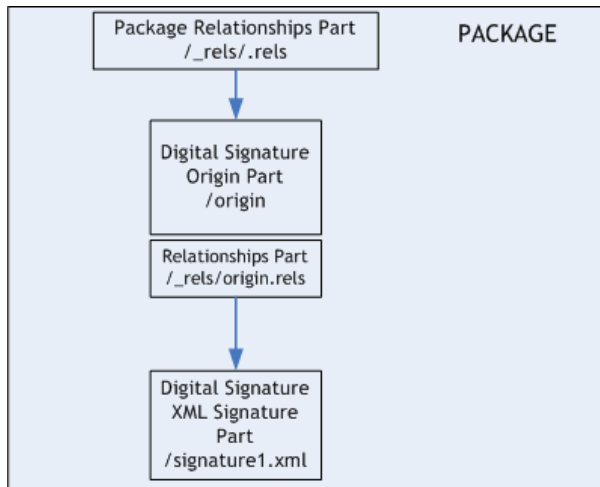 Package Relationships Part
/_rels/.rels
PACKAGE
Digital Signature
Origin Part
/origin
Relationships Part
/_rels/origin.rels
Digital Signature
XML Signature
Part
/signature1.xml